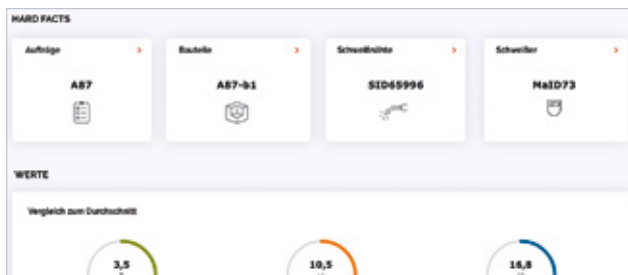 HARD FACTS
Aufträge > Bauteile > Schweißnähte > Schweißer >
A87 A87-b1 SID65996 MaID73
WERTE
Vergleich zum Durchschnitt
3,5 10,5 16,8